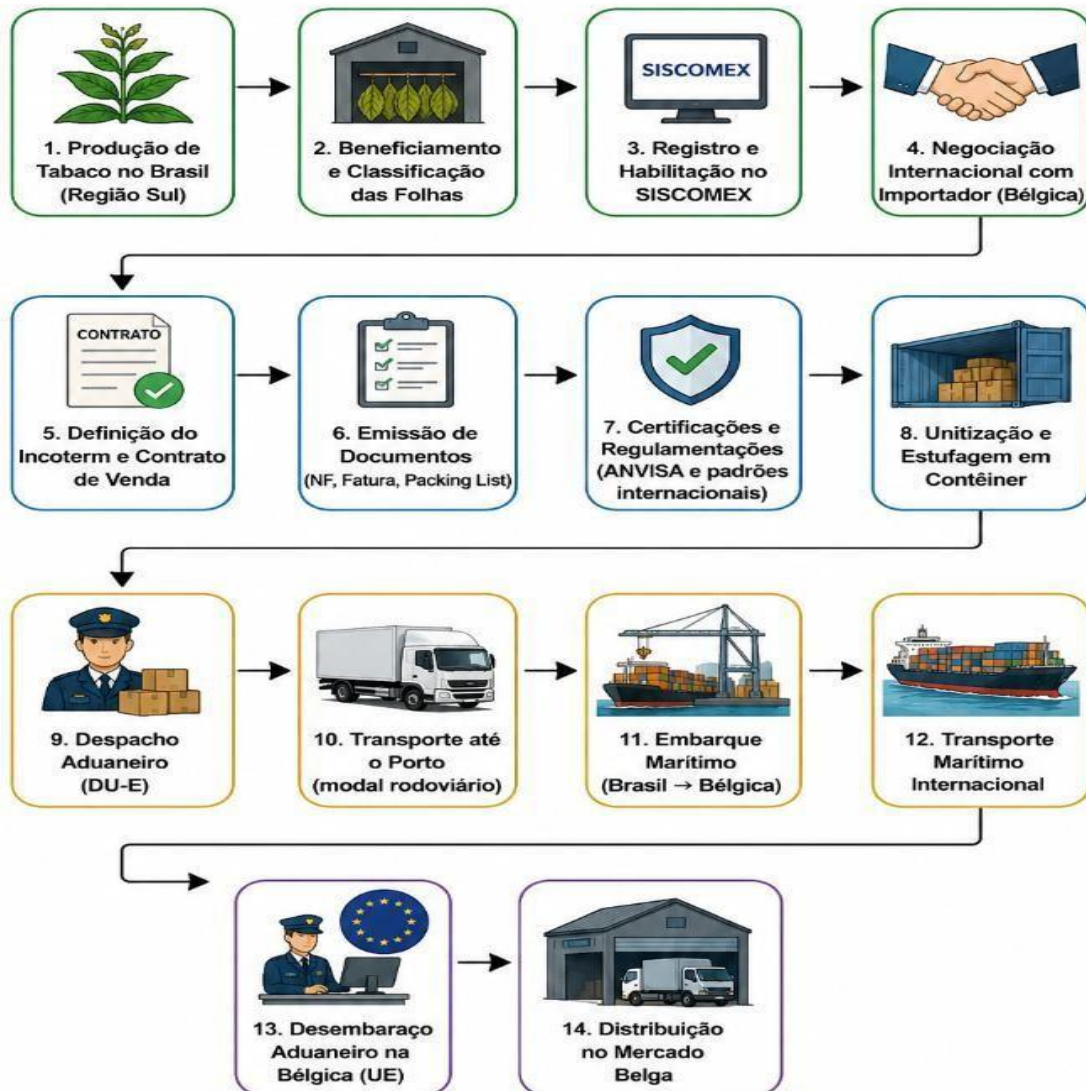 1. Produção de
Tabaco no Brasil
(Região Sul)
2. Beneficiamento
e Classificação
das Folhas
SISCOMEX
3. Registro e
Habilitação no
SISCOMEX
4. Negociação
Internacional com
Importador (Bélgica)
CONTRATO
5. Definição do
Incoterm e Contrato
de Venda
6. Emissão de
Documentos
(NF, Fatura, Packing List)
7. Certificações e
Regulamentações
(ANVISA e padrões
internacionais)
8. Unitização e
Estufagem em
Contêiner
9. Despacho
Aduaneiro
(DU-E)
10. Transporte até
o Porto
(modal rodoviário)
11. Embarque
Marítimo
(Brasil → Bélgica)
12. Transporte
Marítimo
Internacional
13. Desembaraço
Aduaneiro na
Bélgica (UE)
14. Distribuição
no Mercado
Belga